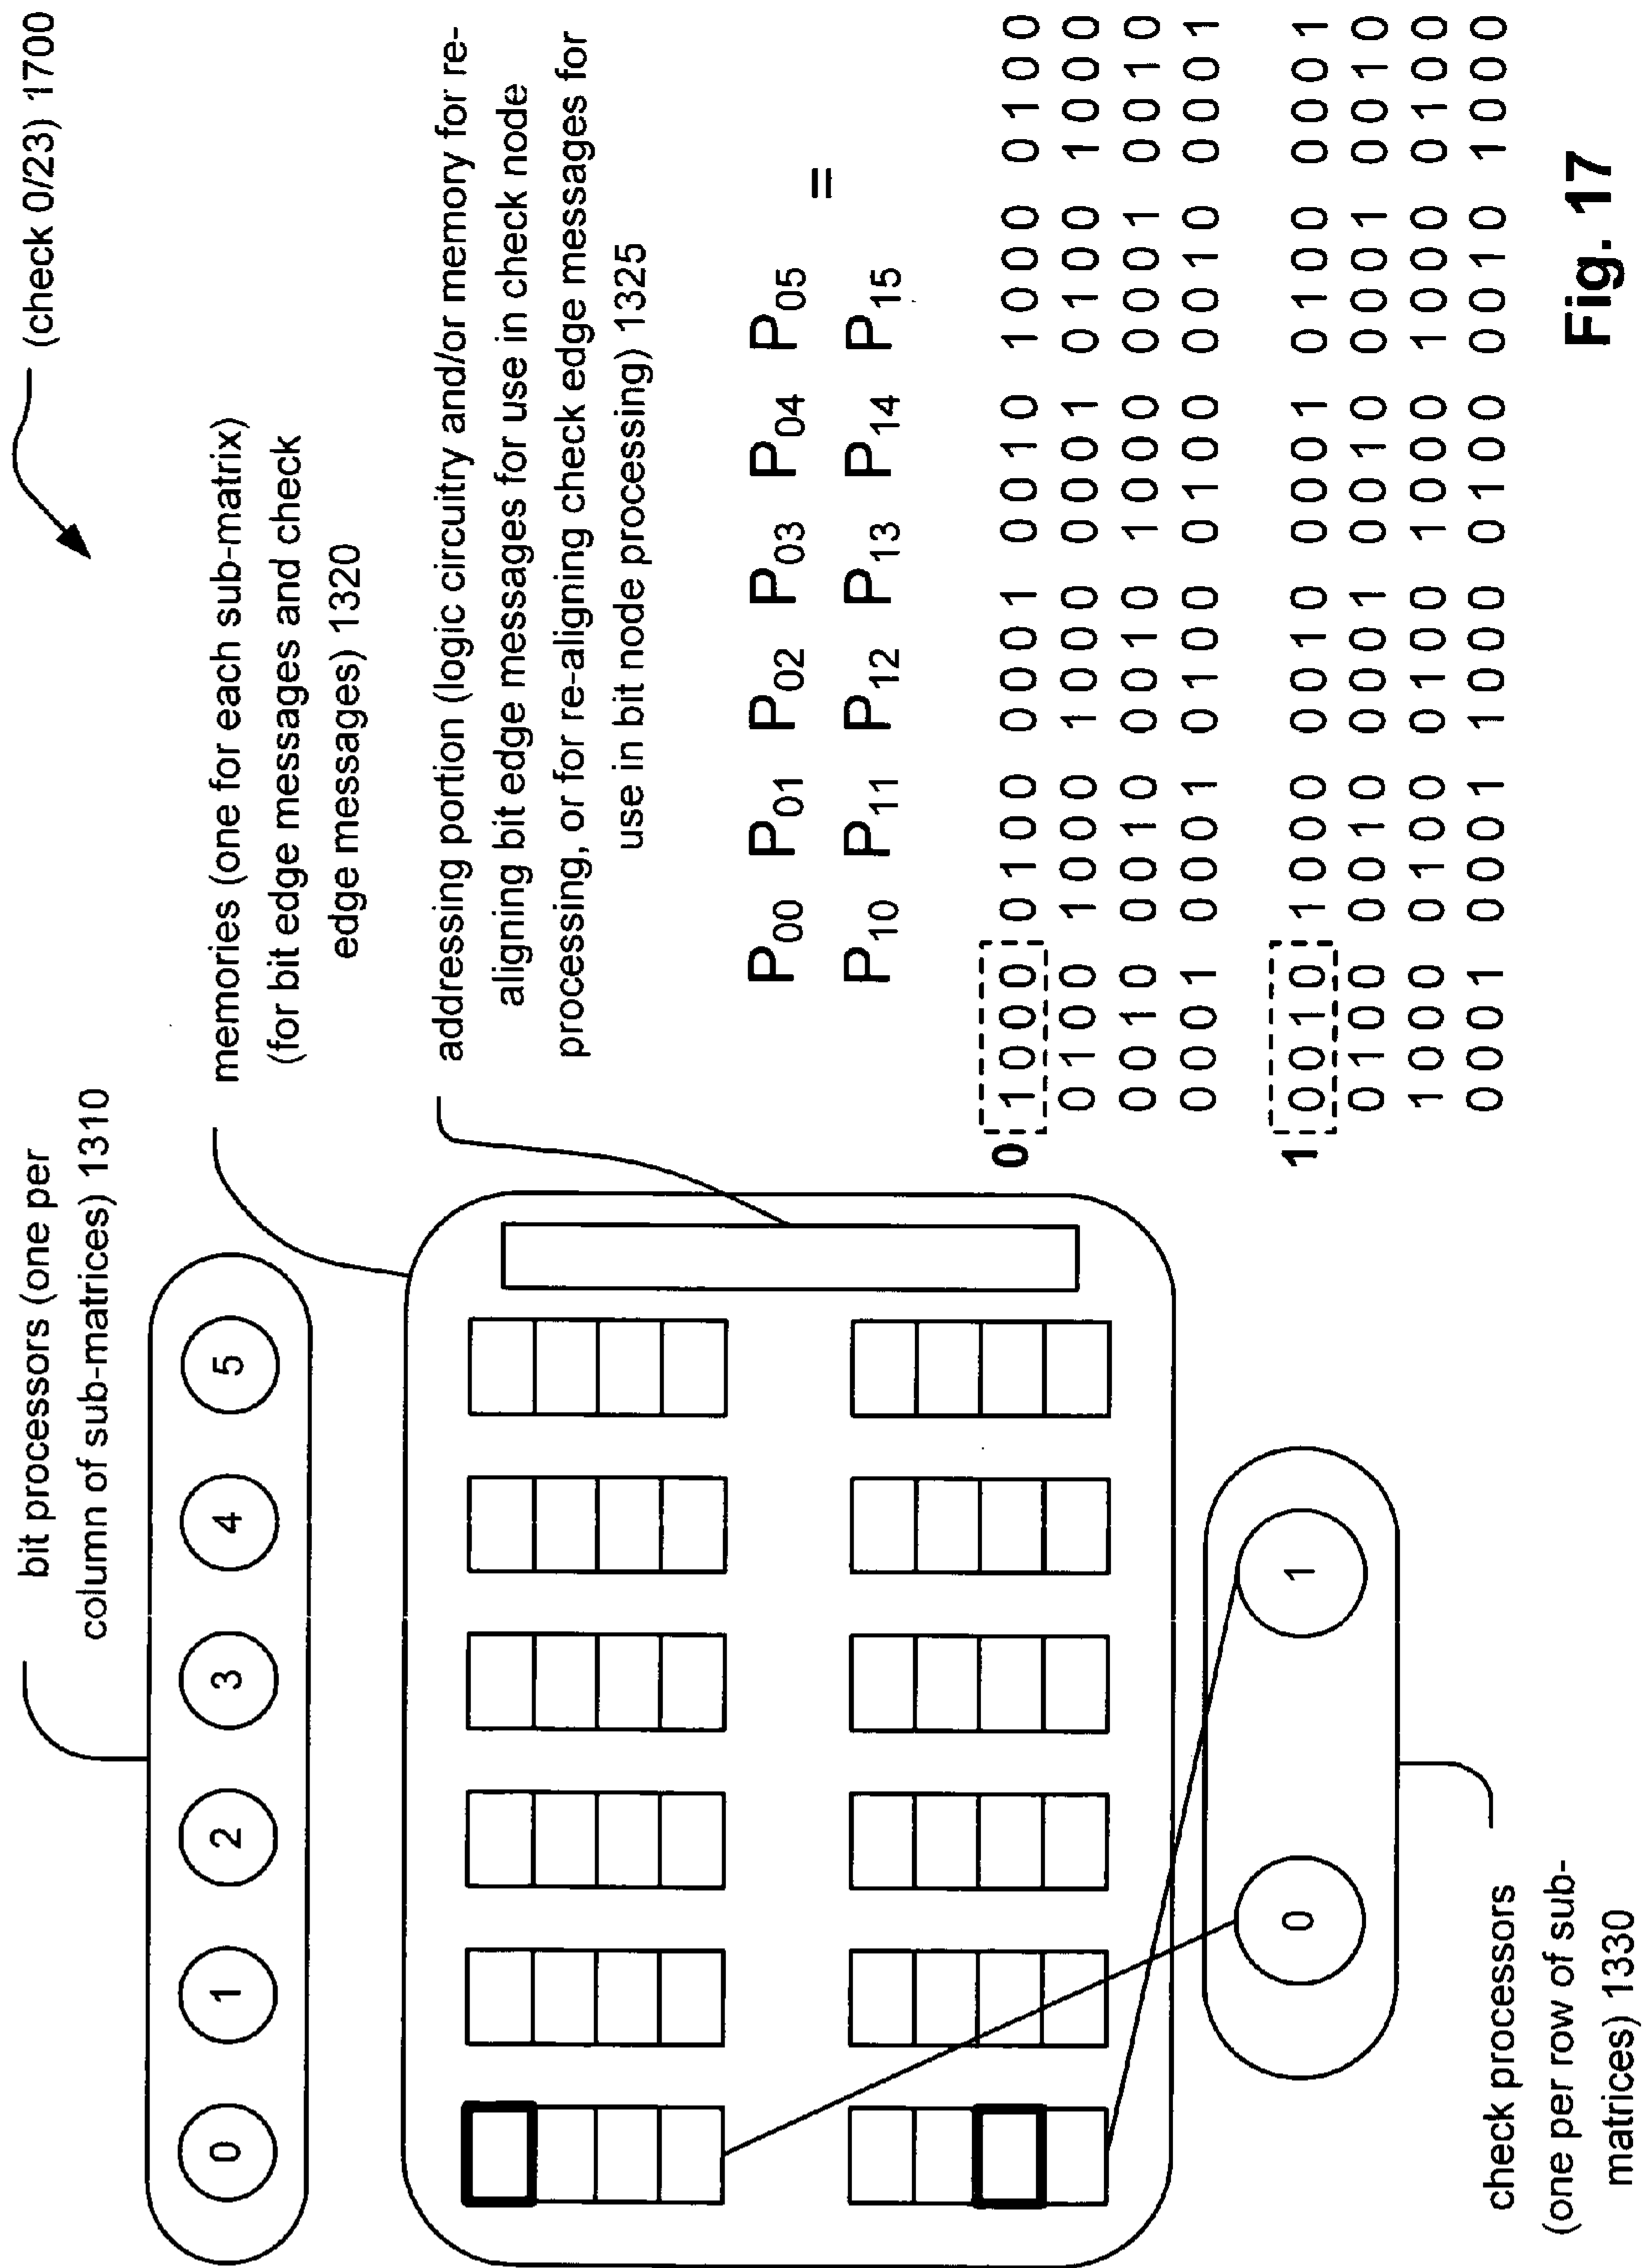 (check 0/23) 1700
bit processors (one per
column of sub-matrices) 1310
0 1 2 3 4 5
memories (one for each sub-matrix)
(for bit edge messages and check
edge messages) 1320
addressing portion (logic circuitry and/or memory for re-
aligning bit edge messages for use in check node
processing, or for re-aligning check edge messages for
use in bit node processing) 1325
P00 P01 P02 P03 P04 P05
P10 P11 P12 P13 P14 P15
=
0 1000 0100 0001 0010 1000 0100
0100 1000 1000 0001 0100 1000
0010 0010 0010 1000 0001 0010
0001 0001 0100 0100 0010 0001
1 0010 1000 0010 0001 0100 0001
0100 0010 0001 0010 0001 0010
1000 0100 0100 1000 1000 0100
0001 0001 1000 0100 0010 1000
0 1
check processors
(one per row of sub-
matrices) 1330
Fig. 17